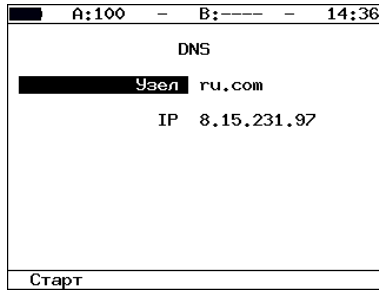 A:100 – B:---- – 14:36
DNS
Узел ru.com
IP 8.15.231.97
Старт